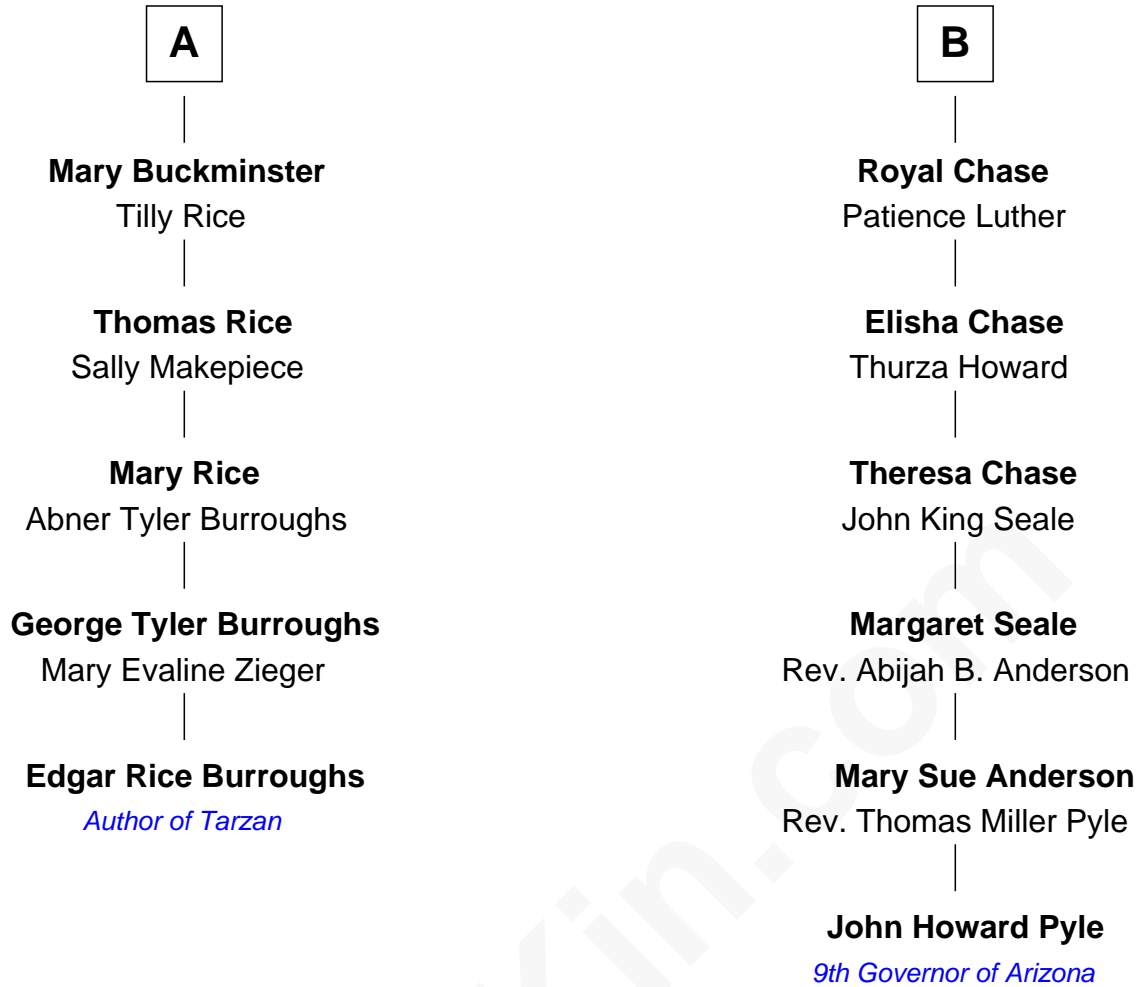 A
Mary Buckminster
Tilly Rice
Thomas Rice
Sally Makepiece
Mary Rice
Abner Tyler Burroughs
George Tyler Burroughs
Mary Evaline Zieger
Edgar Rice Burroughs
Author of Tarzan
B
Royal Chase
Patience Luther
Elisha Chase
Thurza Howard
Theresa Chase
John King Seale
Margaret Seale
Rev. Abijah B. Anderson
Mary Sue Anderson
Rev. Thomas Miller Pyle
John Howard Pyle
9th Governor of Arizona
Kin.com